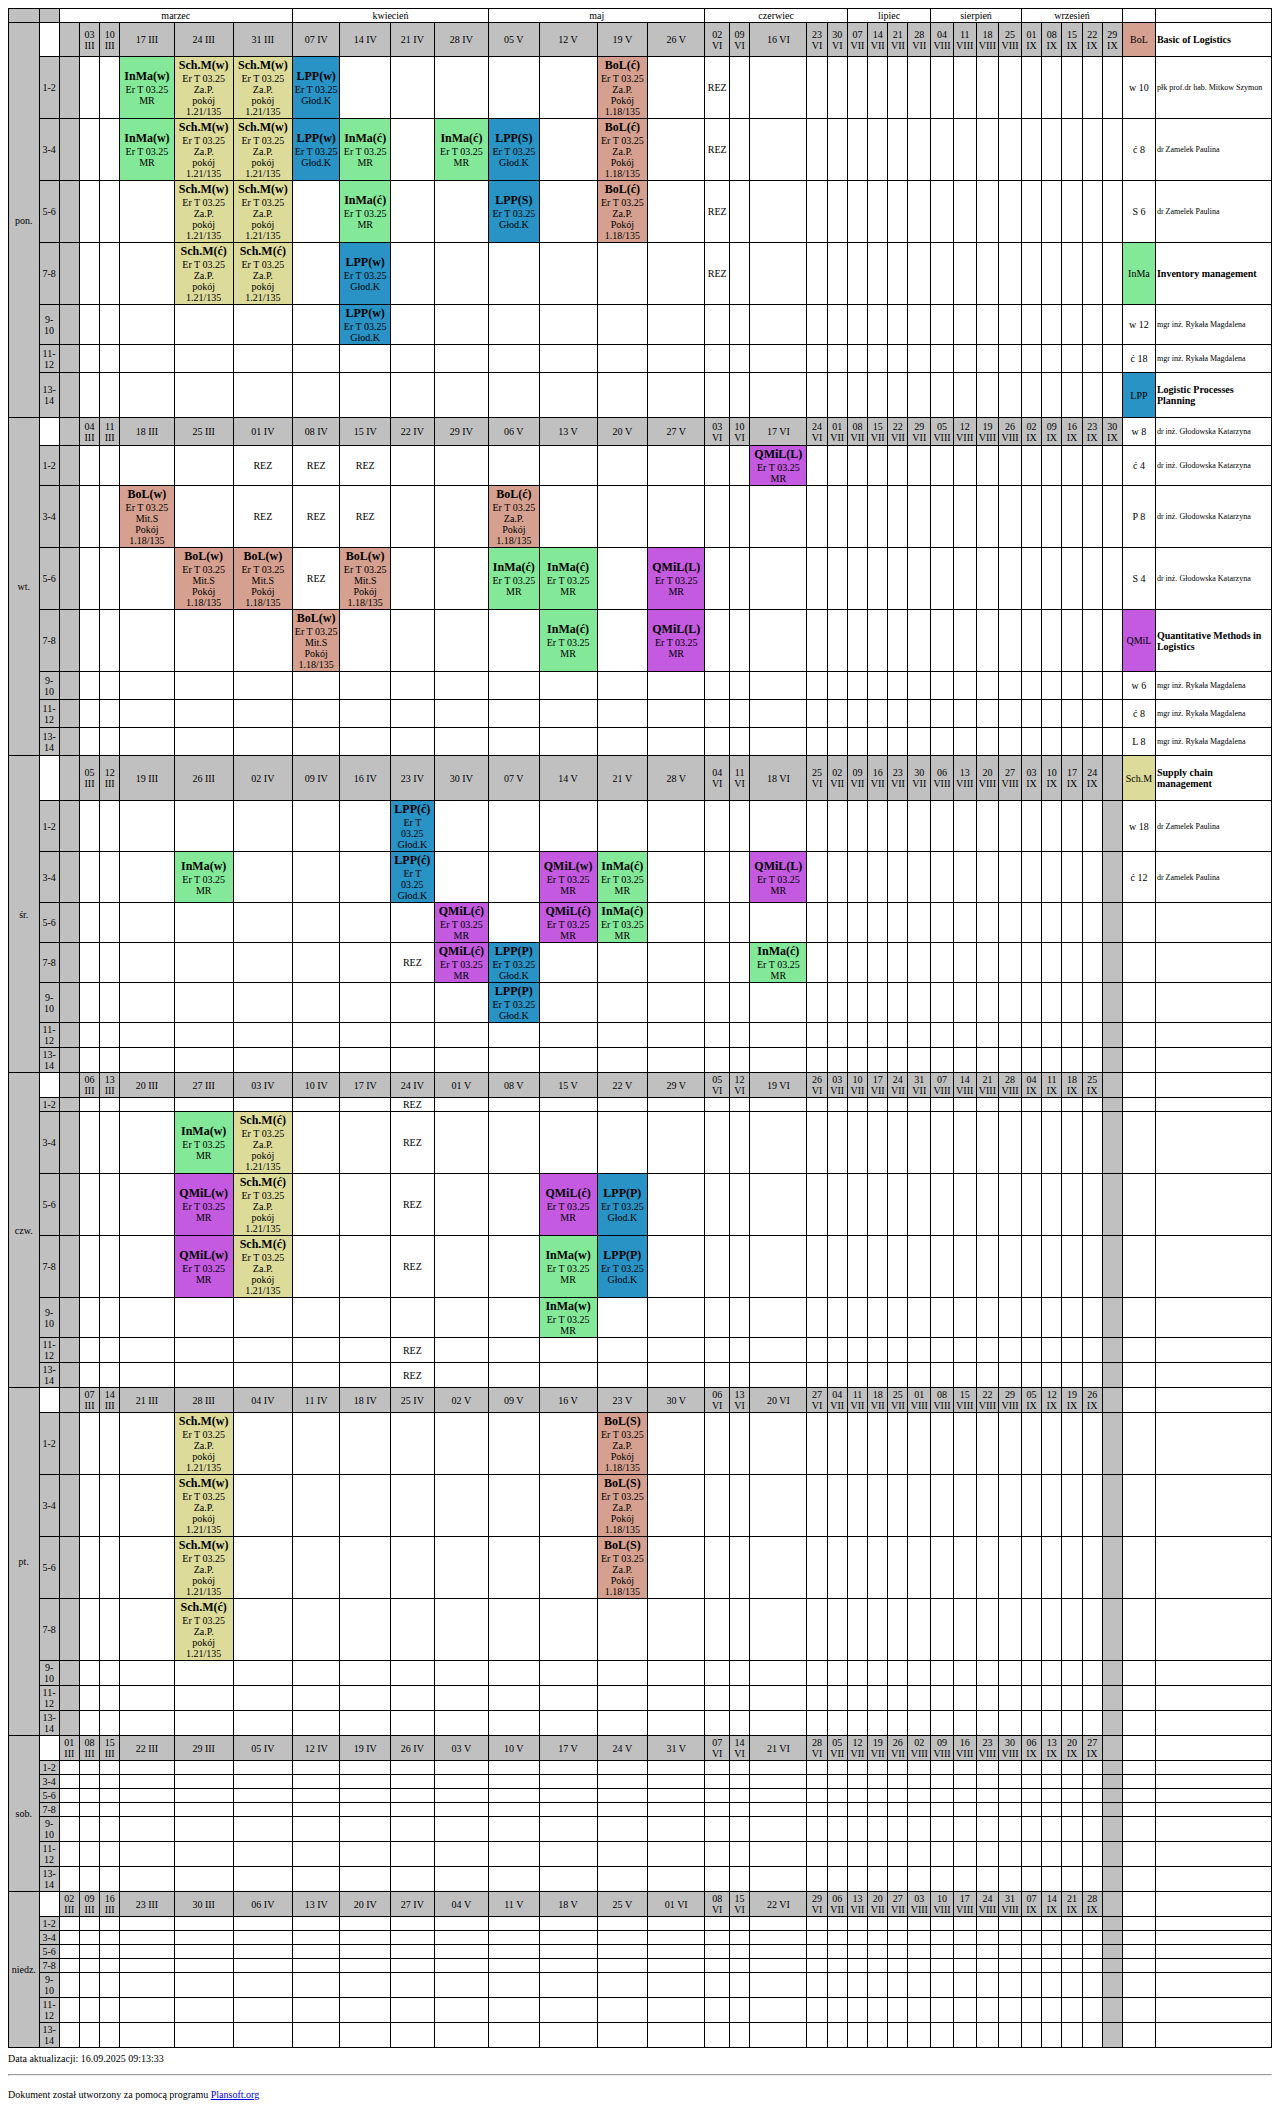 marzec kwiecień maj czerwiec lipiec sierpień wrzesień
pon. 03 III 10 III 17 III 24 III 31 III 07 IV 14 IV 21 IV 28 IV 05 V 12 V 19 V 26 V 02 VI 09 VI 16 VI 23 VI 30 VI 07 VII 14 VII 21 VII 28 VII 04 VIII 11 VIII 18 VIII 25 VIII 01 IX 08 IX 15 IX 22 IX 29 IX BoL Basic of Logistics
1-2 InMa(w) Er T 03.25 MR Sch.M(w) Er T 03.25 Za.P. pokój 1.21/135 Sch.M(w) Er T 03.25 Za.P. pokój 1.21/135 LPP(w) Er T 03.25 Głod.K BoL(ć) Er T 03.25 Za.P. Pokój 1.18/135 REZ w 10 płk prof.dr hab. Mitkow Szymon
3-4 InMa(w) Er T 03.25 MR Sch.M(w) Er T 03.25 Za.P. pokój 1.21/135 Sch.M(w) Er T 03.25 Za.P. pokój 1.21/135 LPP(w) Er T 03.25 Głod.K InMa(ć) Er T 03.25 MR InMa(ć) Er T 03.25 MR LPP(S) Er T 03.25 Głod.K BoL(ć) Er T 03.25 Za.P. Pokój 1.18/135 REZ ć 8 dr Zamelek Paulina
5-6 Sch.M(w) Er T 03.25 Za.P. pokój 1.21/135 Sch.M(w) Er T 03.25 Za.P. pokój 1.21/135 InMa(ć) Er T 03.25 MR LPP(S) Er T 03.25 Głod.K BoL(ć) Er T 03.25 Za.P. Pokój 1.18/135 REZ S 6 dr Zamelek Paulina
7-8 Sch.M(ć) Er T 03.25 Za.P. pokój 1.21/135 Sch.M(ć) Er T 03.25 Za.P. pokój 1.21/135 LPP(w) Er T 03.25 Głod.K REZ InMa Inventory management
9-10 LPP(w) Er T 03.25 Głod.K w 12 mgr inż. Rykała Magdalena
11-12 ć 18 mgr inż. Rykała Magdalena
13-14 LPP Logistic Processes Planning
wt. 04 III 11 III 18 III 25 III 01 IV 08 IV 15 IV 22 IV 29 IV 06 V 13 V 20 V 27 V 03 VI 10 VI 17 VI 24 VI 01 VII 08 VII 15 VII 22 VII 29 VII 05 VIII 12 VIII 19 VIII 26 VIII 02 IX 09 IX 16 IX 23 IX 30 IX w 8 dr inż. Głodowska Katarzyna
1-2 REZ REZ REZ QMiL(L) Er T 03.25 MR ć 4 dr inż. Głodowska Katarzyna
3-4 BoL(w) Er T 03.25 Mit.S Pokój 1.18/135 REZ REZ REZ BoL(ć) Er T 03.25 Za.P. Pokój 1.18/135 P 8 dr inż. Głodowska Katarzyna
5-6 BoL(w) Er T 03.25 Mit.S Pokój 1.18/135 BoL(w) Er T 03.25 Mit.S Pokój 1.18/135 REZ BoL(w) Er T 03.25 Mit.S Pokój 1.18/135 InMa(ć) Er T 03.25 MR InMa(ć) Er T 03.25 MR QMiL(L) Er T 03.25 MR S 4 dr inż. Głodowska Katarzyna
7-8 BoL(w) Er T 03.25 Mit.S Pokój 1.18/135 InMa(ć) Er T 03.25 MR QMiL(L) Er T 03.25 MR QMiL Quantitative Methods in Logistics
9-10 w 6 mgr inż. Rykała Magdalena
11-12 ć 8 mgr inż. Rykała Magdalena
13-14 L 8 mgr inż. Rykała Magdalena
śr. 05 III 12 III 19 III 26 III 02 IV 09 IV 16 IV 23 IV 30 IV 07 V 14 V 21 V 28 V 04 VI 11 VI 18 VI 25 VI 02 VII 09 VII 16 VII 23 VII 30 VII 06 VIII 13 VIII 20 VIII 27 VIII 03 IX 10 IX 17 IX 24 IX Sch.M Supply chain management
1-2 LPP(ć) Er T 03.25 Głod.K w 18 dr Zamelek Paulina
3-4 InMa(w) Er T 03.25 MR LPP(ć) Er T 03.25 Głod.K QMiL(w) Er T 03.25 MR InMa(ć) Er T 03.25 MR QMiL(L) Er T 03.25 MR ć 12 dr Zamelek Paulina
5-6 QMiL(ć) Er T 03.25 MR QMiL(ć) Er T 03.25 MR InMa(ć) Er T 03.25 MR
7-8 REZ QMiL(ć) Er T 03.25 MR LPP(P) Er T 03.25 Głod.K InMa(ć) Er T 03.25 MR
9-10 LPP(P) Er T 03.25 Głod.K
11-12
13-14
czw. 06 III 13 III 20 III 27 III 03 IV 10 IV 17 IV 24 IV 01 V 08 V 15 V 22 V 29 V 05 VI 12 VI 19 VI 26 VI 03 VII 10 VII 17 VII 24 VII 31 VII 07 VIII 14 VIII 21 VIII 28 VIII 04 IX 11 IX 18 IX 25 IX
1-2 REZ
3-4 InMa(w) Er T 03.25 MR Sch.M(ć) Er T 03.25 Za.P. pokój 1.21/135 REZ
5-6 QMiL(w) Er T 03.25 MR Sch.M(ć) Er T 03.25 Za.P. pokój 1.21/135 REZ QMiL(ć) Er T 03.25 MR LPP(P) Er T 03.25 Głod.K
7-8 QMiL(w) Er T 03.25 MR Sch.M(ć) Er T 03.25 Za.P. pokój 1.21/135 REZ InMa(w) Er T 03.25 MR LPP(P) Er T 03.25 Głod.K
9-10 InMa(w) Er T 03.25 MR
11-12 REZ
13-14 REZ
pt. 07 III 14 III 21 III 28 III 04 IV 11 IV 18 IV 25 IV 02 V 09 V 16 V 23 V 30 V 06 VI 13 VI 20 VI 27 VI 04 VII 11 VII 18 VII 25 VII 01 VIII 08 VIII 15 VIII 22 VIII 29 VIII 05 IX 12 IX 19 IX 26 IX
1-2 Sch.M(w) Er T 03.25 Za.P. pokój 1.21/135 BoL(S) Er T 03.25 Za.P. Pokój 1.18/135
3-4 Sch.M(w) Er T 03.25 Za.P. pokój 1.21/135 BoL(S) Er T 03.25 Za.P. Pokój 1.18/135
5-6 Sch.M(w) Er T 03.25 Za.P. pokój 1.21/135 BoL(S) Er T 03.25 Za.P. Pokój 1.18/135
7-8 Sch.M(ć) Er T 03.25 Za.P. pokój 1.21/135
9-10
11-12
13-14
sob. 01 III 08 III 15 III 22 III 29 III 05 IV 12 IV 19 IV 26 IV 03 V 10 V 17 V 24 V 31 V 07 VI 14 VI 21 VI 28 VI 05 VII 12 VII 19 VII 26 VII 02 VIII 09 VIII 16 VIII 23 VIII 30 VIII 06 IX 13 IX 20 IX 27 IX
1-2
3-4
5-6
7-8
9-10
11-12
13-14
niedz. 02 III 09 III 16 III 23 III 30 III 06 IV 13 IV 20 IV 27 IV 04 V 11 V 18 V 25 V 01 VI 08 VI 15 VI 22 VI 29 VI 06 VII 13 VII 20 VII 27 VII 03 VIII 10 VIII 17 VIII 24 VIII 31 VIII 07 IX 14 IX 21 IX 28 IX
1-2
3-4
5-6
7-8
9-10
11-12
13-14
Data aktualizacji: 16.09.2025 09:13:33
Dokument został utworzony za pomocą programu Plansoft.org